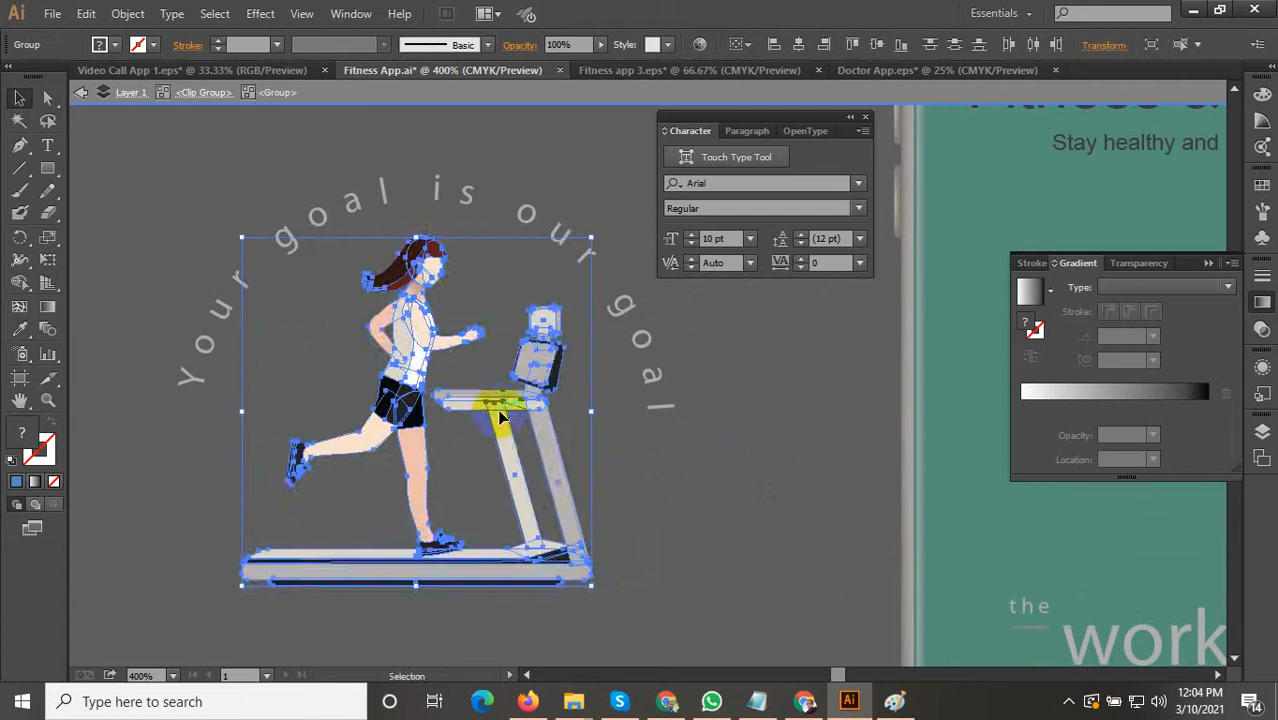 Ai
File Edit Object Type Select Effect View Window Help
Br
Essentials
Group
?
Stroke:
Basic
Opacity: 100%
Style:
Transform
Video Call App 1.eps* @ 33.33% (RGB/Preview) ×
Fitness App.ai* @ 400% (CMYK/Preview) ×
Fitness app 3.eps* @ 66.67% (CMYK/Preview) ×
Doctor App.eps* @ 25% (CMYK/Preview) ×
Layer 1 <Clip Group> <Group>
Character Paragraph OpenType
Touch Type Tool
Arial
Regular
10 pt (12 pt)
Auto 0
Your goal is our goal
Stay healthy and
Stroke Gradient Transparency
Type:
Stroke:
?
Opacity:
Location:
?
the
work
400% 1 Selection
Type here to search
12:04 PM
3/10/2021
14